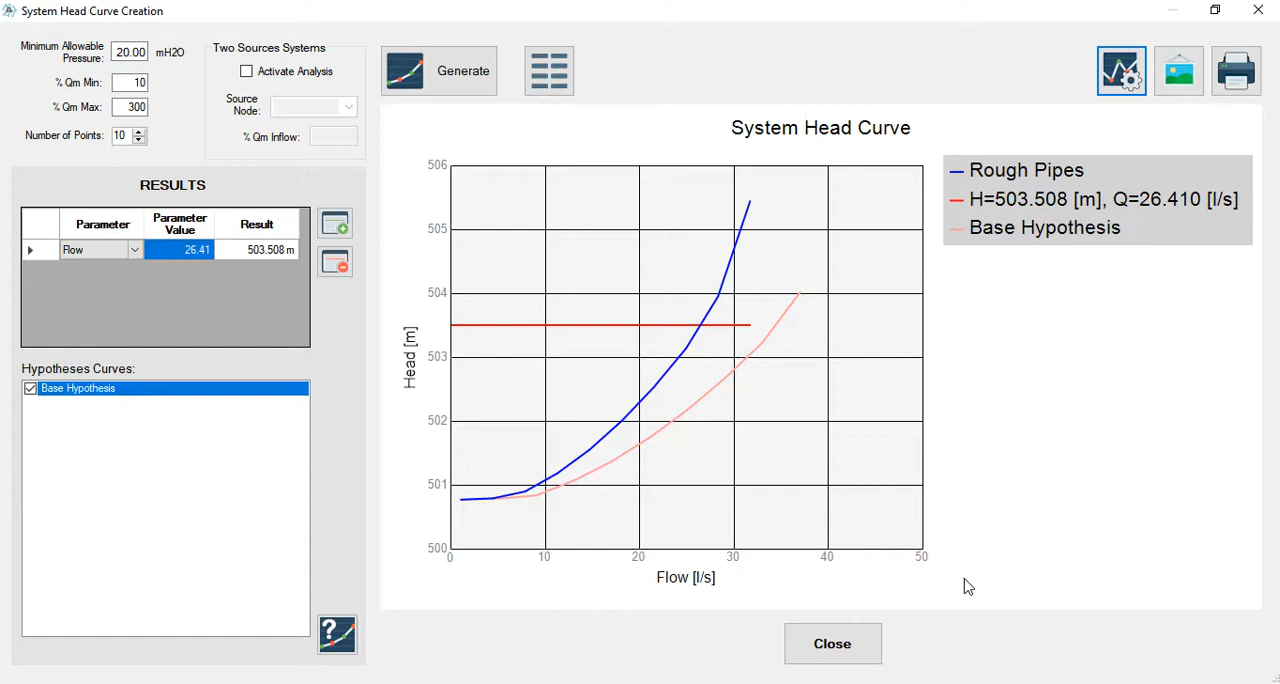 System Head Curve Creation
Minimum Allowable
Pressure: 20.00 mH2O
% Qm Min: 10
% Qm Max: 300
Number of Points: 10
Two Sources Systems
Activate Analysis
Source
Node:
% Qm Inflow:
RESULTS
Parameter Parameter Value Result
Flow 26.41 503.508 m
Hypotheses Curves:
Base Hypothesis
?
Generate
System Head Curve
506
505
504
503
502
501
500
Head [m]
0 10 20 30 40 50
Flow [l/s]
Rough Pipes
H=503.508 [m], Q=26.410 [l/s]
Base Hypothesis
Close